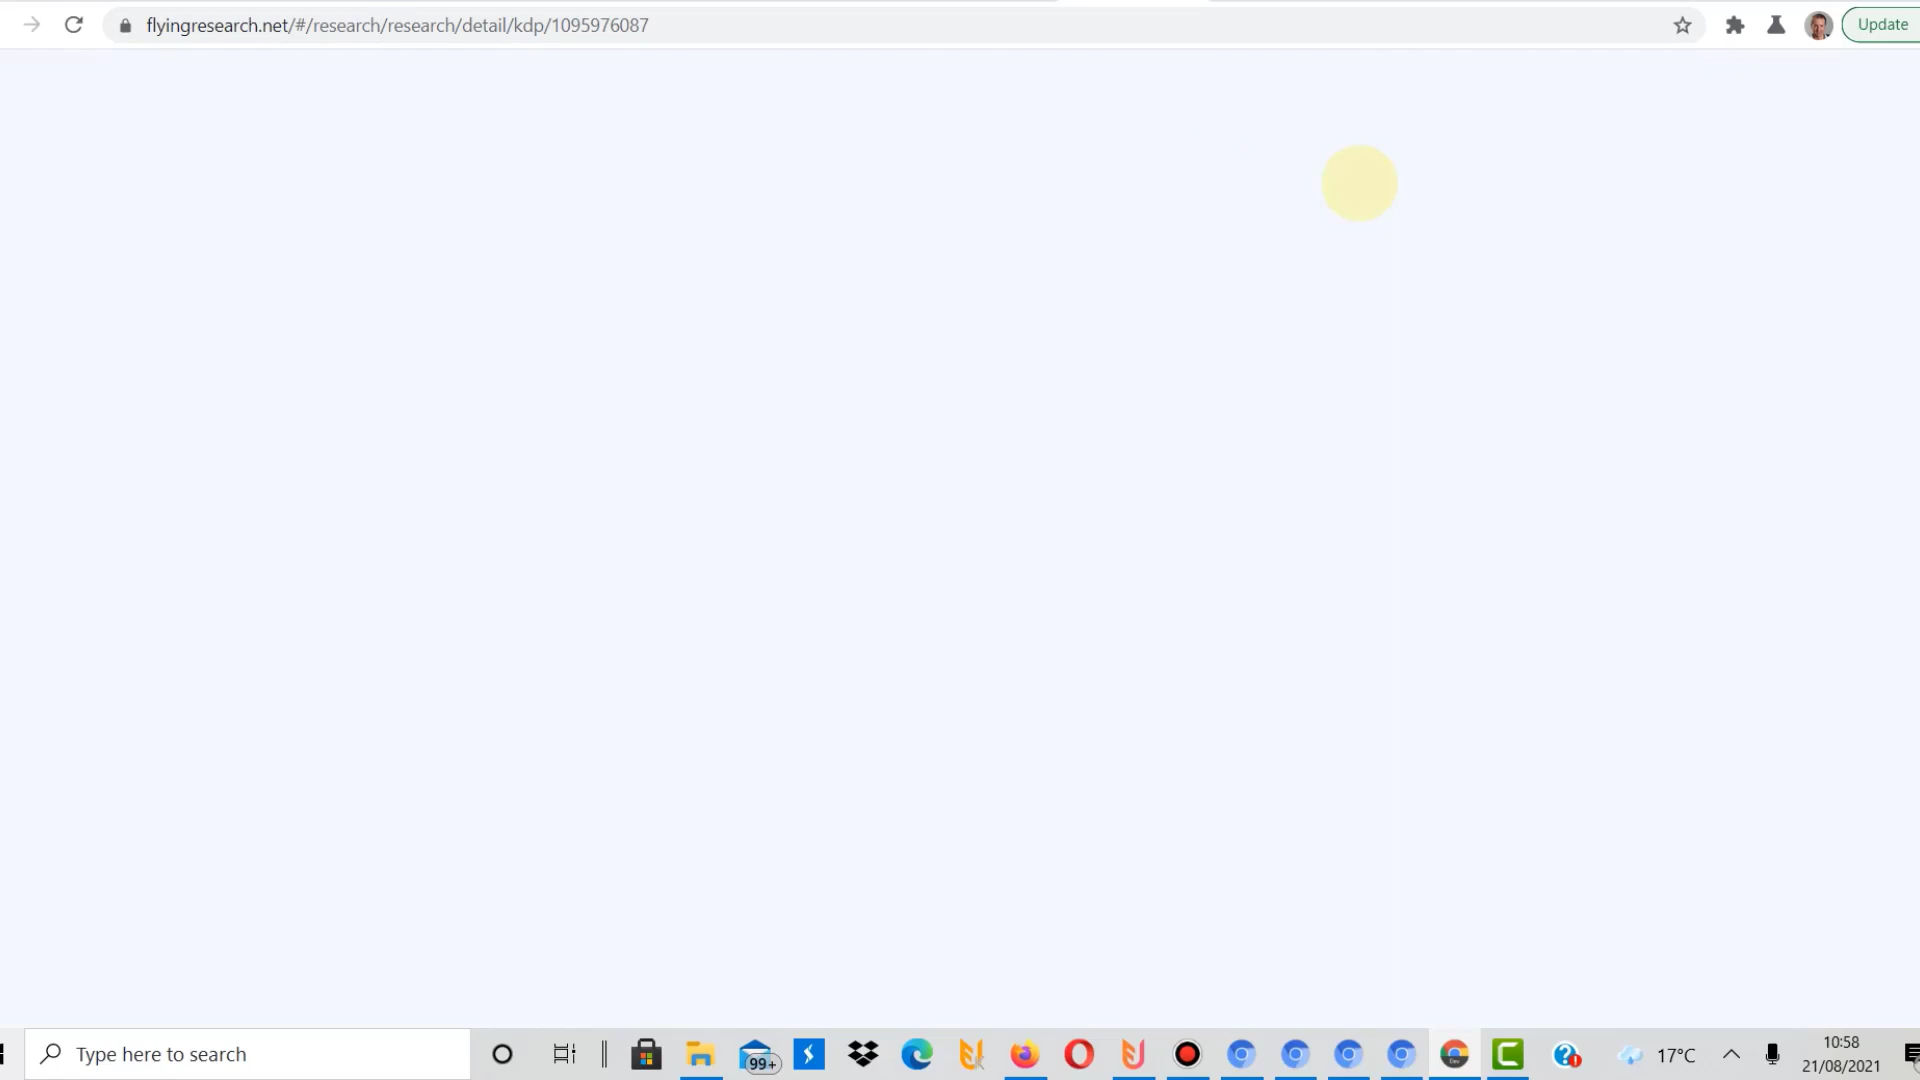 flyingresearch.net/#/research/research/detail/kdp/1095976087
Update
Type here to search
99+
17°C
10:58
21/08/2021